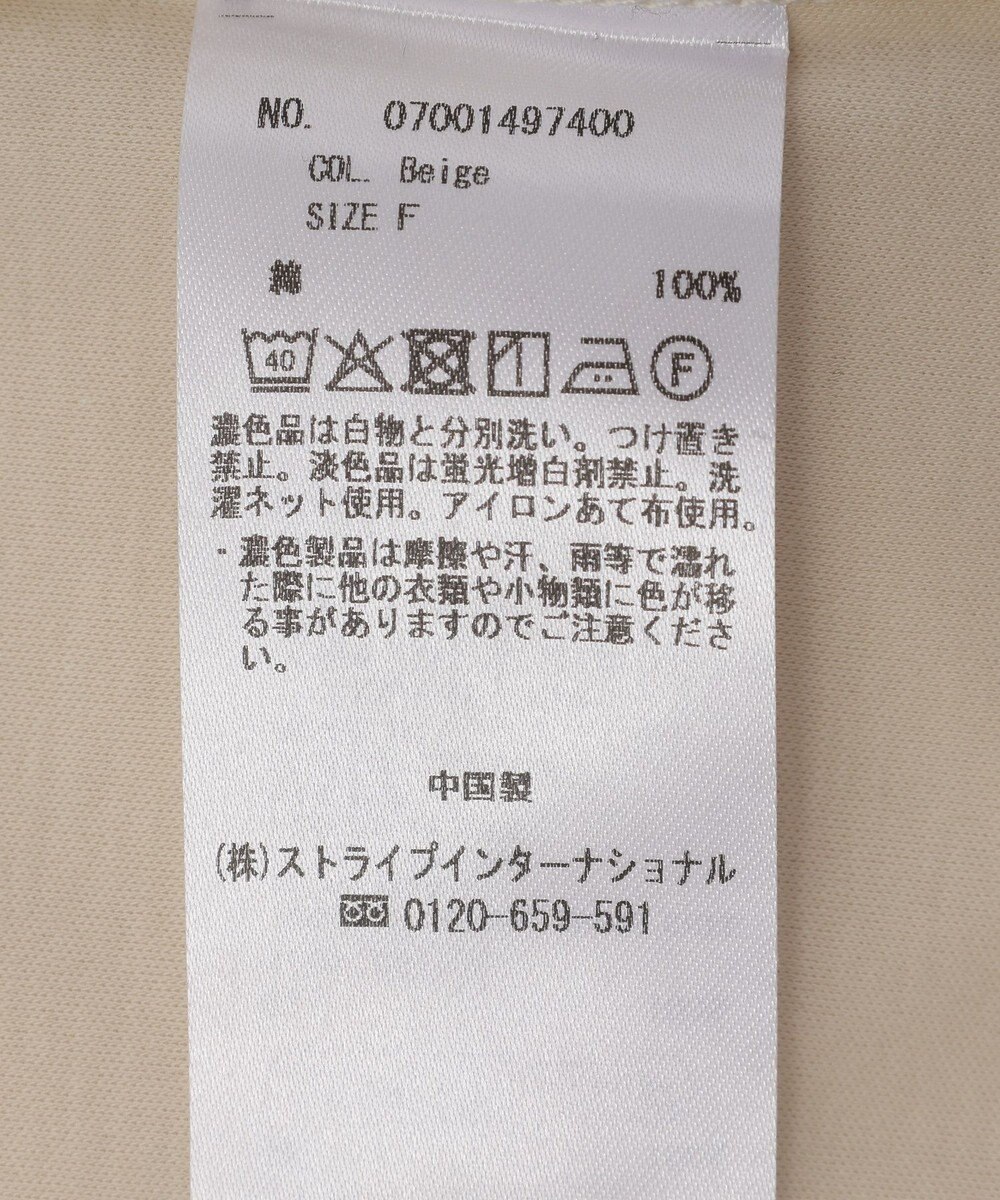 NO. 07001497400
COL. Beige
SIZE F
綿 100%
40 F
濃色品は白物と分別洗い。つけ置き
禁止。淡色品は蛍光増白剤禁止。洗
濯ネット使用。アイロンあて布使用。
・濃色製品は摩擦や汗、雨等で濡れ
た際に他の衣類や小物類に色が移
る事がありますのでご注意くださ
い。
中国製
(株)ストライプインターナショナル
0120-659-591